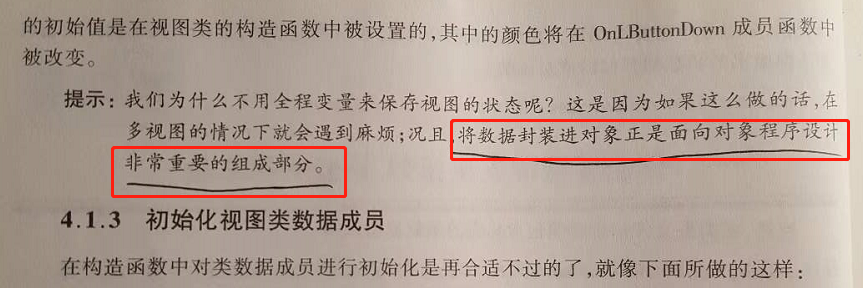 的初始值是在视图类的构造函数中被设置的,其中的颜色将在 OnLButtonDown 成员函数中
被改变。
提示:我们为什么不用全程变量来保存视图的状态呢?这是因为如果这么做的话,在
多视图的情况下就会遇到麻烦;况且,将数据封装进对象正是面向对象程序设计
非常重要的组成部分。
4.1.3 初始化视图类数据成员
在构造函数中对类数据成员进行初始化是再合适不过的了,就像下面所做的这样: